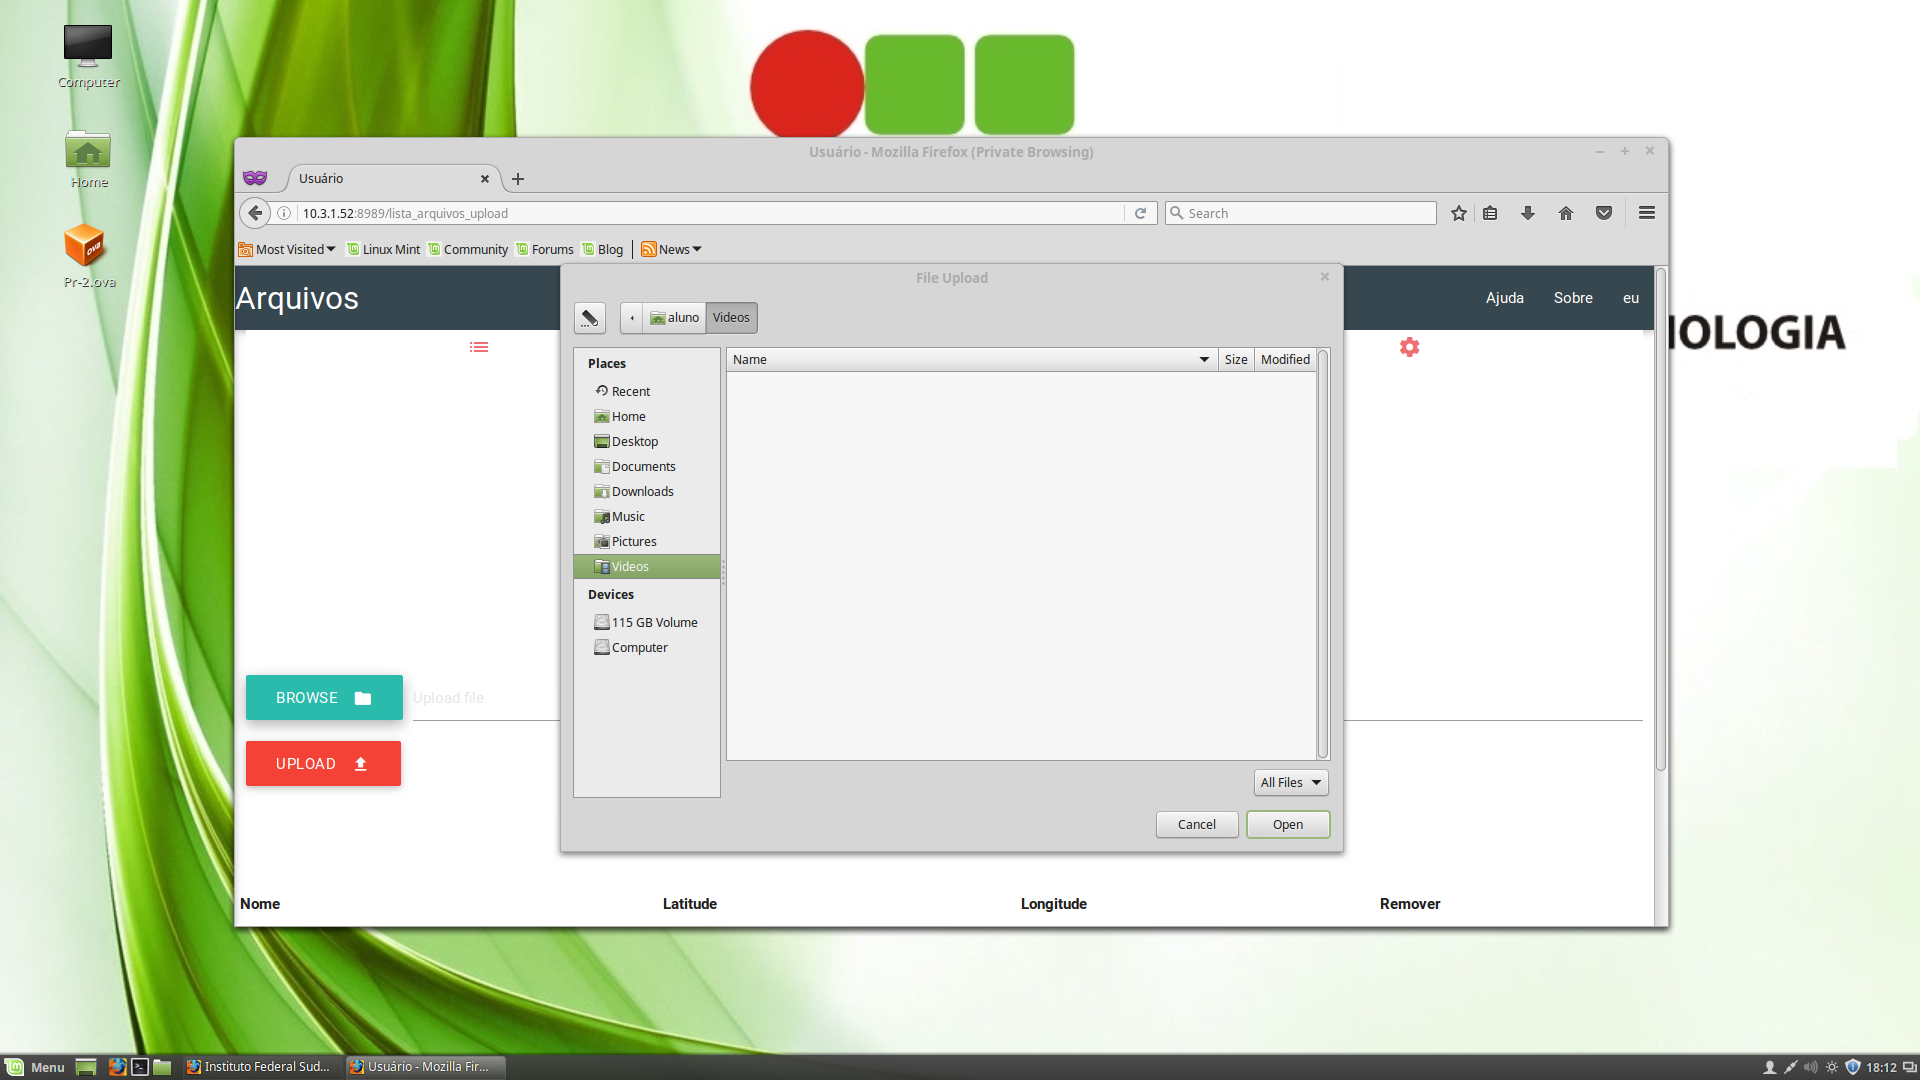 Computer
Home
Pr-2.ova
OVA
NOLOGIA
Usuário - Mozilla Firefox (Private Browsing)
Usuário
10.3.1.52:8989/lista_arquivos_upload
Search
Most Visited
Linux Mint
Community
Forums
Blog
News
Arquivos
Ajuda
Sobre
eu
File Upload
aluno
Videos
Places
Recent
Home
Desktop
Documents
Downloads
Music
Pictures
Videos
Devices
115 GB Volume
Computer
Name
Size
Modified
All Files
Cancel
Open
BROWSE
Upload file
UPLOAD
Nome
Latitude
Longitude
Remover
Menu
Instituto Federal Sud...
Usuário - Mozilla Fir...
18:12